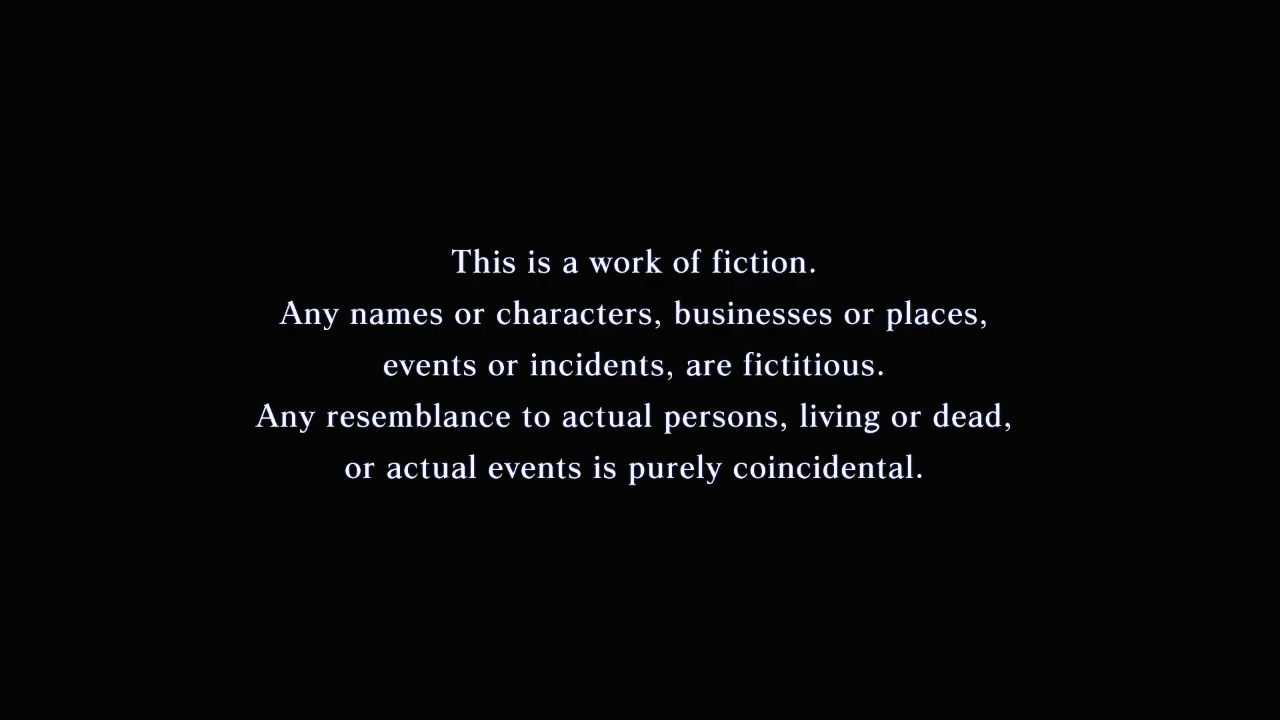 This is a work of fiction.
Any names or characters, businesses or places,
events or incidents, are fictitious.
Any resemblance to actual persons, living or dead,
or actual events is purely coincidental.